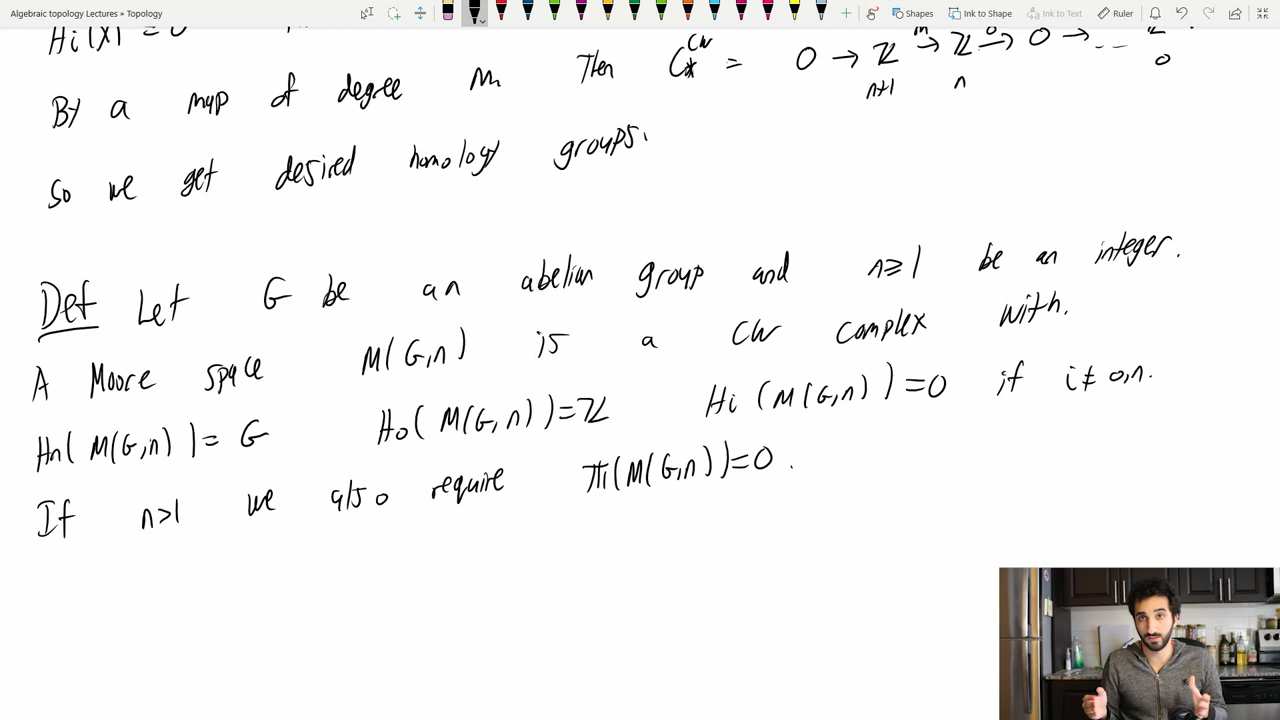 Algebraic topology Lectures » Topology
Shapes Ink to Shape Ink to Text Ruler
Hi(X) = 0
By a map of degree m Then C*^CW = 0 → ℤ →^m ℤ →^0 0 → ...
n+1 n 0
So we get desired homology groups.
Def Let G be an abelian group and n≥1 be an integer.
A Moore space M(G,n) is a CW complex with.
Hn(M(G,n)) = G H0(M(G,n)) = ℤ Hi(M(G,n)) = 0 if i≠0,n.
If n>1 we also require π1(M(G,n))=0.